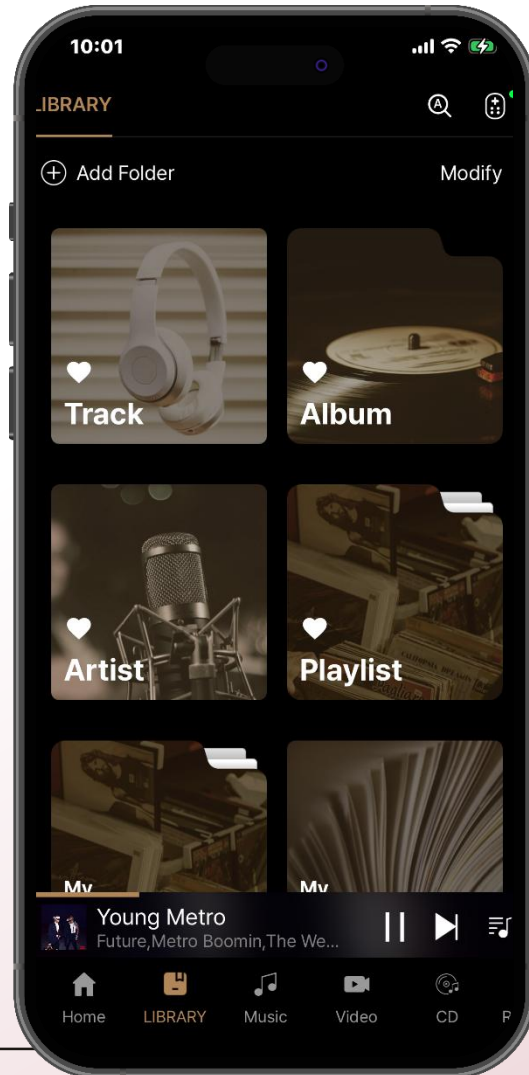 10:01
LIBRARY
Add Folder
Modify
Track
Album
Artist
Playlist
My
My
Young Metro
Future,Metro Boomin,The We...
Home
LIBRARY
Music
Video
CD
R